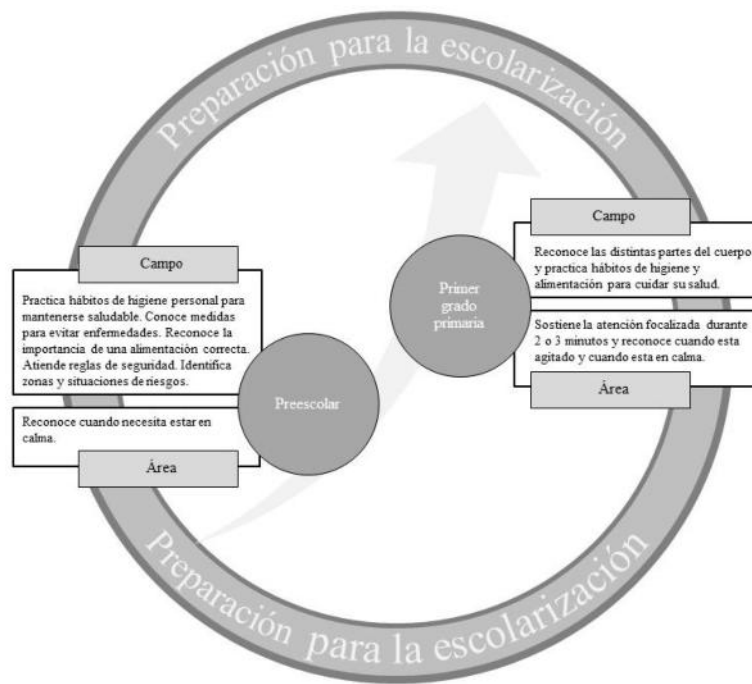 Preparación para la escolarización
Campo
Practica hábitos de higiene personal para
mantenerse saludable. Conoce medidas
para evitar enfermedades. Reconoce la
importancia de una alimentación correcta.
Atiende reglas de seguridad. Identifica
zonas y situaciones de riesgos.
Preescolar
Reconoce cuando necesita estar en
calma.
Área
Campo
Reconoce las distintas partes del cuerpo
y practica hábitos de higiene y
alimentación para cuidar su salud.
Primer
grado
primaria
Sostiene la atención focalizada durante
2 o 3 minutos y reconoce cuando esta
agitado y cuando esta en calma.
Área
Preparación para la escolarización